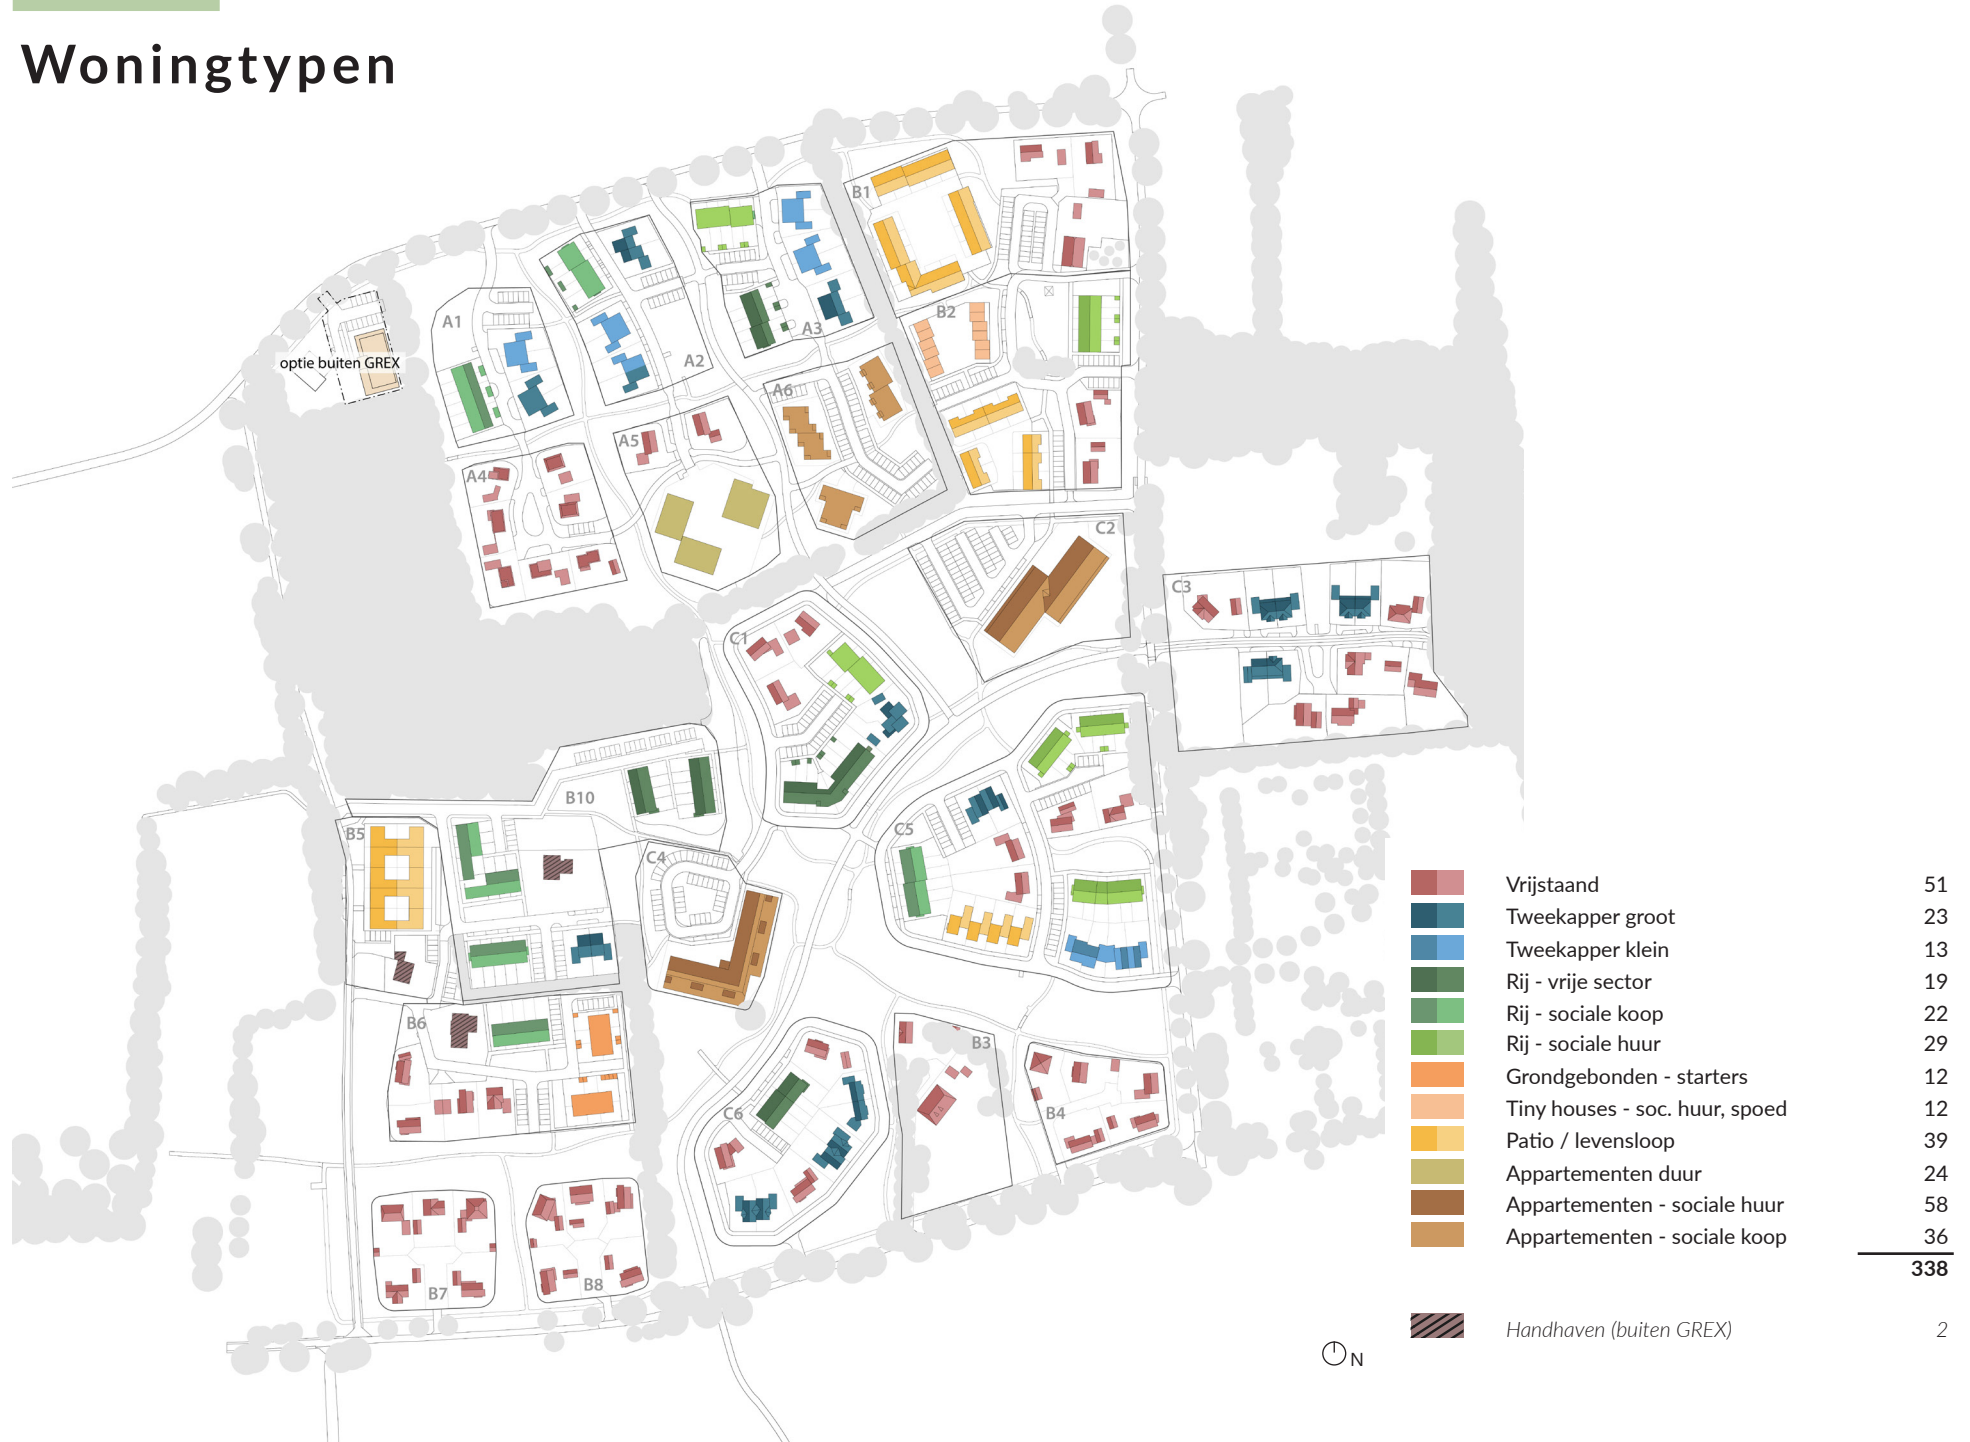 Woningtypen
B1
A1
B2
A3
optie buiten GREX
A2
A6
A5
A4
C2
C3
C1
B10
B5
C5
C4
B6
B3
C6
B4
B8
B7
Vrijstaand 51
Tweekapper groot 23
Tweekapper klein 13
Rij - vrije sector 19
Rij - sociale koop 22
Rij - sociale huur 29
Grondgebonden - starters 12
Tiny houses - soc. huur, spoed 12
Patio / levensloop 39
Appartementen duur 24
Appartementen - sociale huur 58
Appartementen - sociale koop 36
338
Handhaven (buiten GREX) 2
N